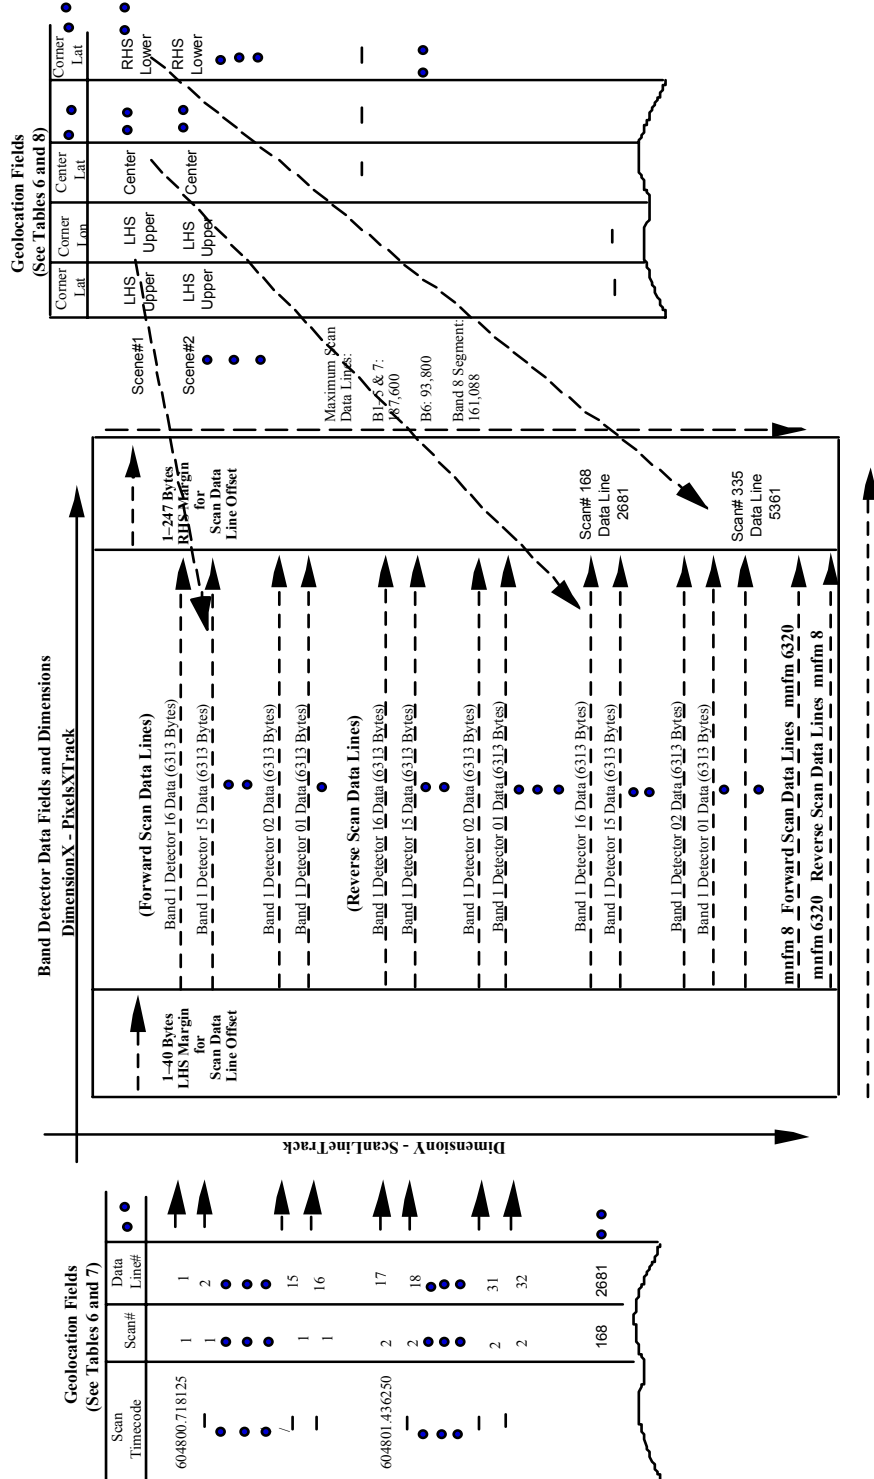 Geolocation Fields
(See Tables 6 and 7)
Scan
Timecode
Scan#
Data
Line#
604800.718125
1
1
1
2
/
1
15
1
16
604801.436250
2
17
2
18
2
31
2
32
168
2681
DimensionY - ScanLineTrack
Band Detector Data Fields and Dimensions
DimensionX - PixelsXTrack
1–40 Bytes
LHS Margin
for
Scan Data
Line Offset
(Forward Scan Data Lines)
Band 1 Detector 16 Data (6313 Bytes)
Band 1 Detector 15 Data (6313 Bytes)
Band 1 Detector 02 Data (6313 Bytes)
Band 1 Detector 01 Data (6313 Bytes)
(Reverse Scan Data Lines)
Band 1 Detector 16 Data (6313 Bytes)
Band 1 Detector 15 Data (6313 Bytes)
Band 1 Detector 02 Data (6313 Bytes)
Band 1 Detector 01 Data (6313 Bytes)
Band 1 Detector 16 Data (6313 Bytes)
Band 1 Detector 15 Data (6313 Bytes)
Band 1 Detector 02 Data (6313 Bytes)
Band 1 Detector 01 Data (6313 Bytes)
mnfm 8 Forward Scan Data Lines mnfm 6320
mnfm 6320 Reverse Scan Data Lines mnfm 8
1–247 Bytes
RHS Margin
for
Scan Data
Line Offset
Scan# 168
Data Line
2681
Scan# 335
Data Line
5361
Scene#1
Scene#2
Maximum Scan
Data Lines:
B1-5 & 7:
187,600
B6: 93,800
Band 8 Segment:
161,088
Geolocation Fields
(See Tables 6 and 8)
Corner
Lat
Corner
Lon
Center
Lat
Corner
Lat
LHS
Upper
LHS
Upper
Center
RHS
Lower
LHS
Upper
LHS
Upper
Center
RHS
Lower